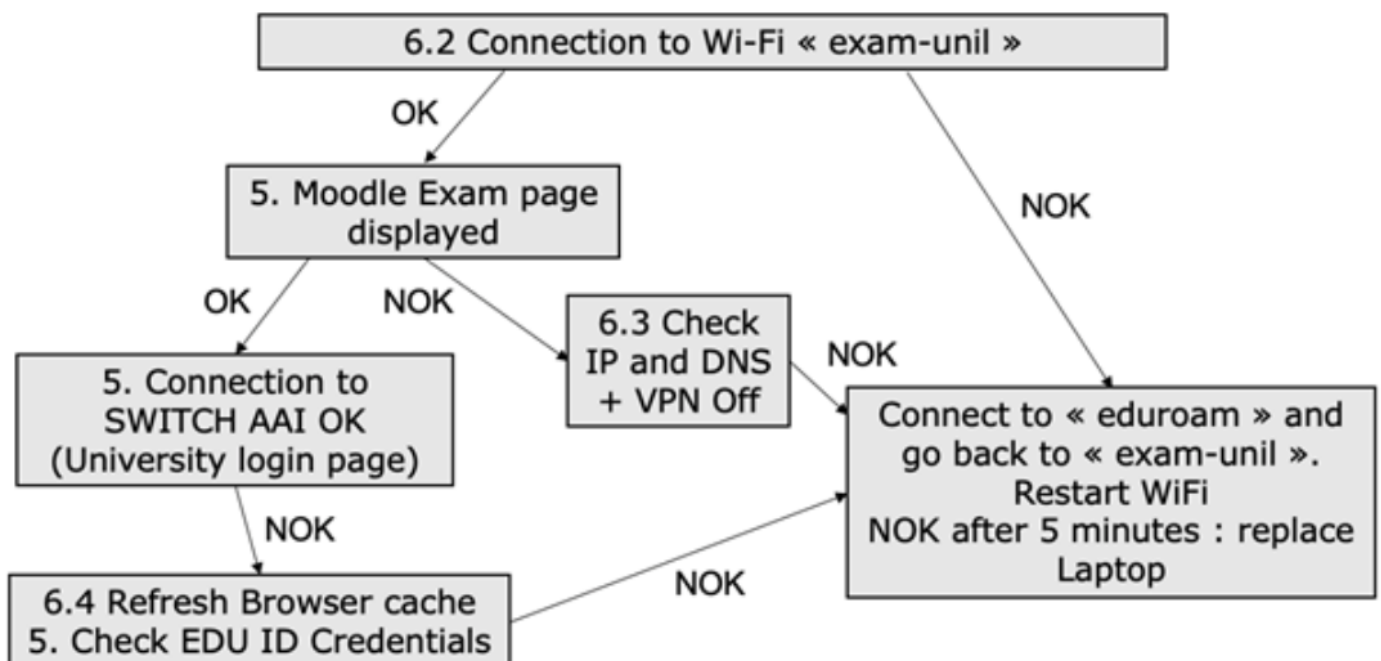 6.2 Connection to Wi-Fi « exam-unil »
OK
NOK
5. Moodle Exam page
displayed
OK
NOK
6.3 Check
IP and DNS
+ VPN Off
NOK
5. Connection to
SWITCH AAI OK
(University login page)
Connect to « eduroam » and
go back to « exam-unil ».
Restart WiFi
NOK after 5 minutes : replace
Laptop
NOK
NOK
6.4 Refresh Browser cache
5. Check EDU ID Credentials